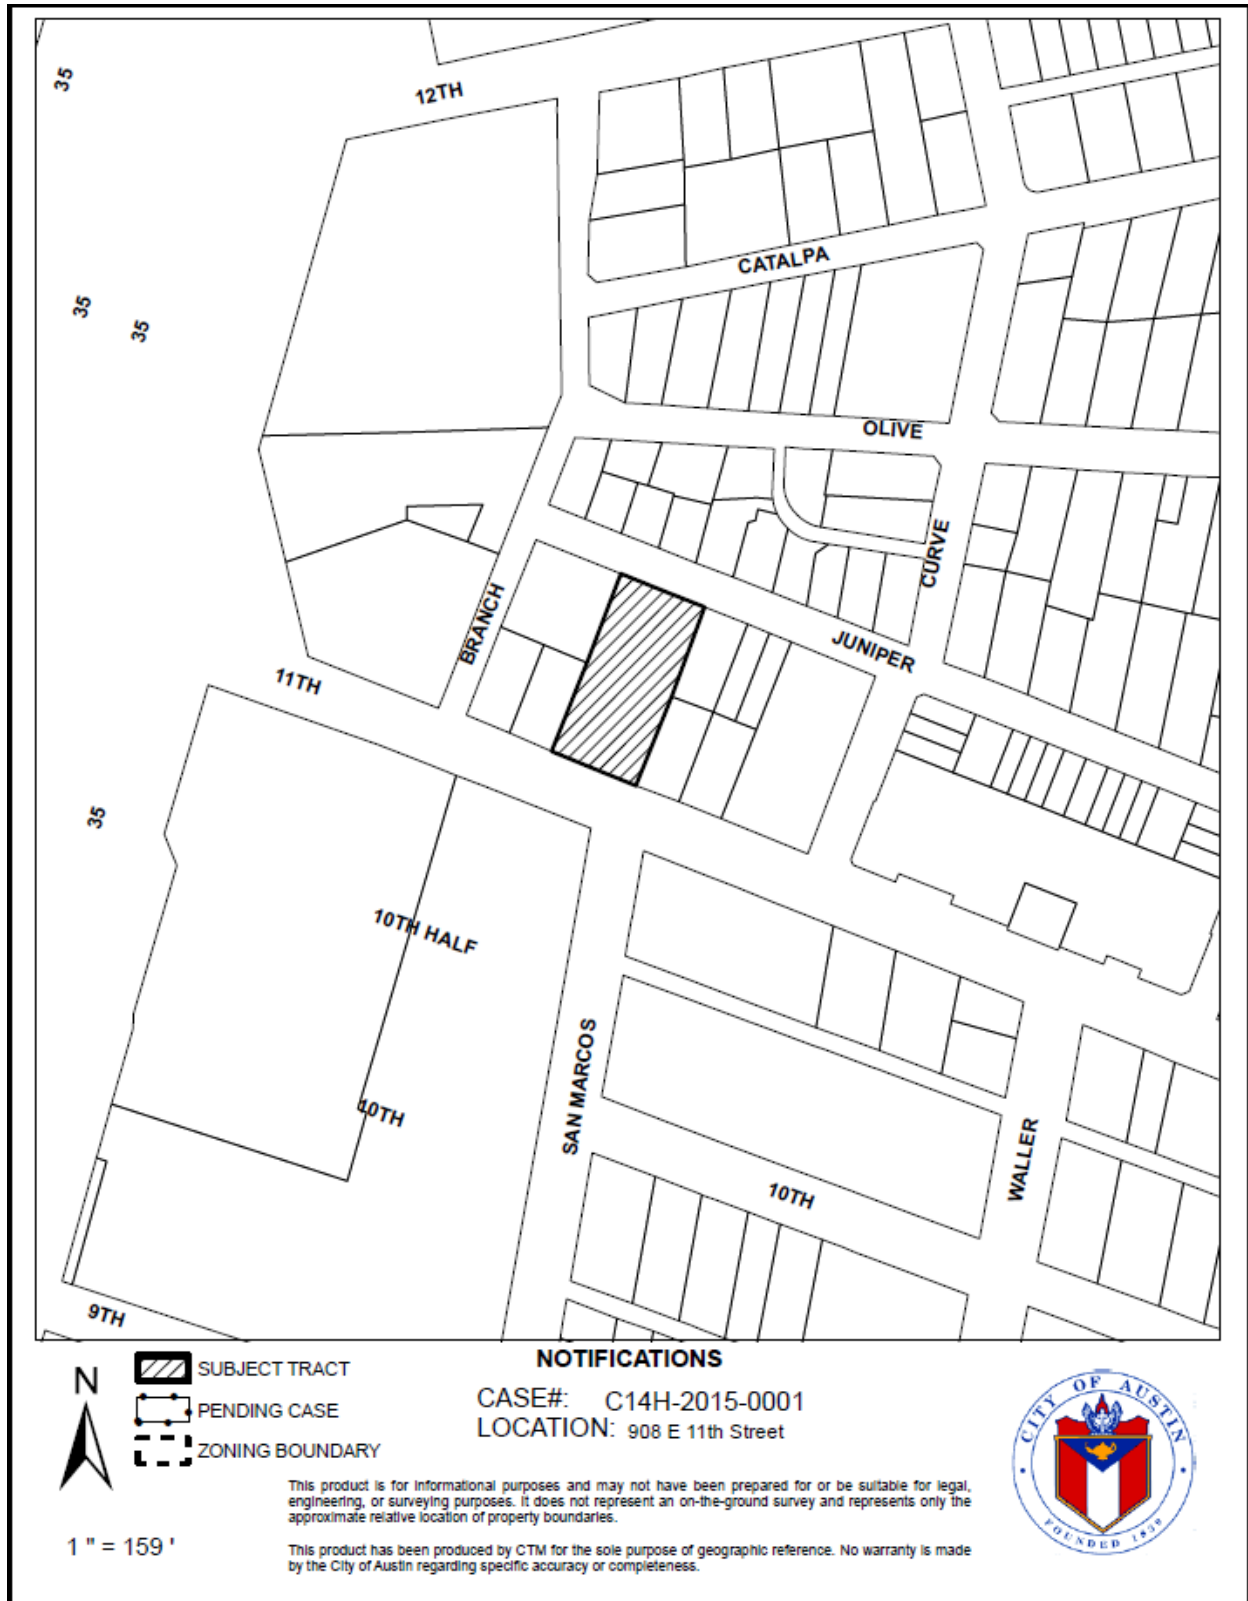 35
12TH
CATALPA
35
35
OLIVE
CURVE
BRANCH
JUNIPER
11TH
35
10TH HALF
SAN MARCOS
10TH
WALLER
10TH
9TH
NOTIFICATIONS
N
SUBJECT TRACT
PENDING CASE
ZONING BOUNDARY
CASE#: C14H-2015-0001
LOCATION: 908 E 11th Street
CITY OF AUSTIN
FOUNDED 1839
This product is for informational purposes and may not have been prepared for or be suitable for legal,
engineering, or surveying purposes. It does not represent an on-the-ground survey and represents only the
approximate relative location of property boundaries.
1 " = 159 '
This product has been produced by CTM for the sole purpose of geographic reference. No warranty is made
by the City of Austin regarding specific accuracy or completeness.